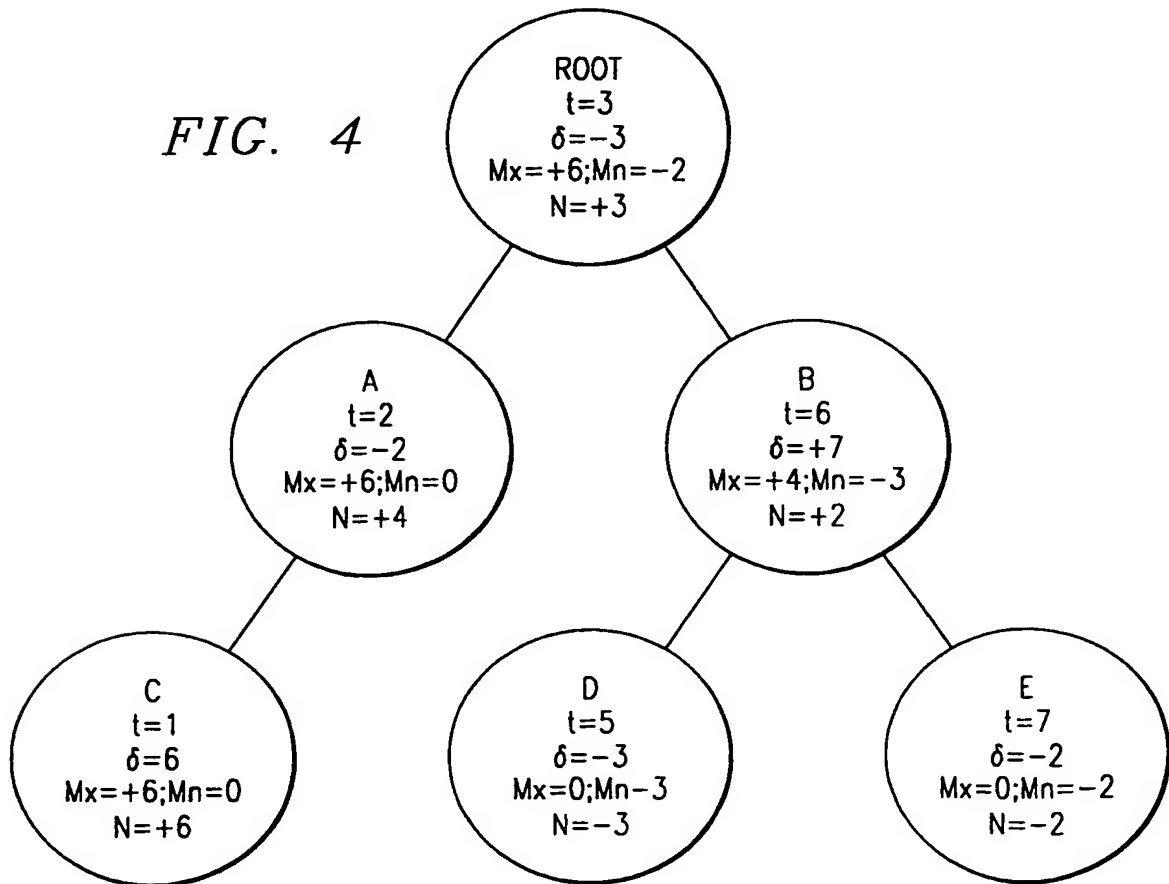 FIG. 4
ROOT
t=3
δ=-3
Mx=+6;Mn=-2
N=+3
A
t=2
δ=-2
Mx=+6;Mn=0
N=+4
B
t=6
δ=+7
Mx=+4;Mn=-3
N=+2
C
t=1
δ=6
Mx=+6;Mn=0
N=+6
D
t=5
δ=-3
Mx=0;Mn-3
N=-3
E
t=7
δ=-2
Mx=0;Mn=-2
N=-2